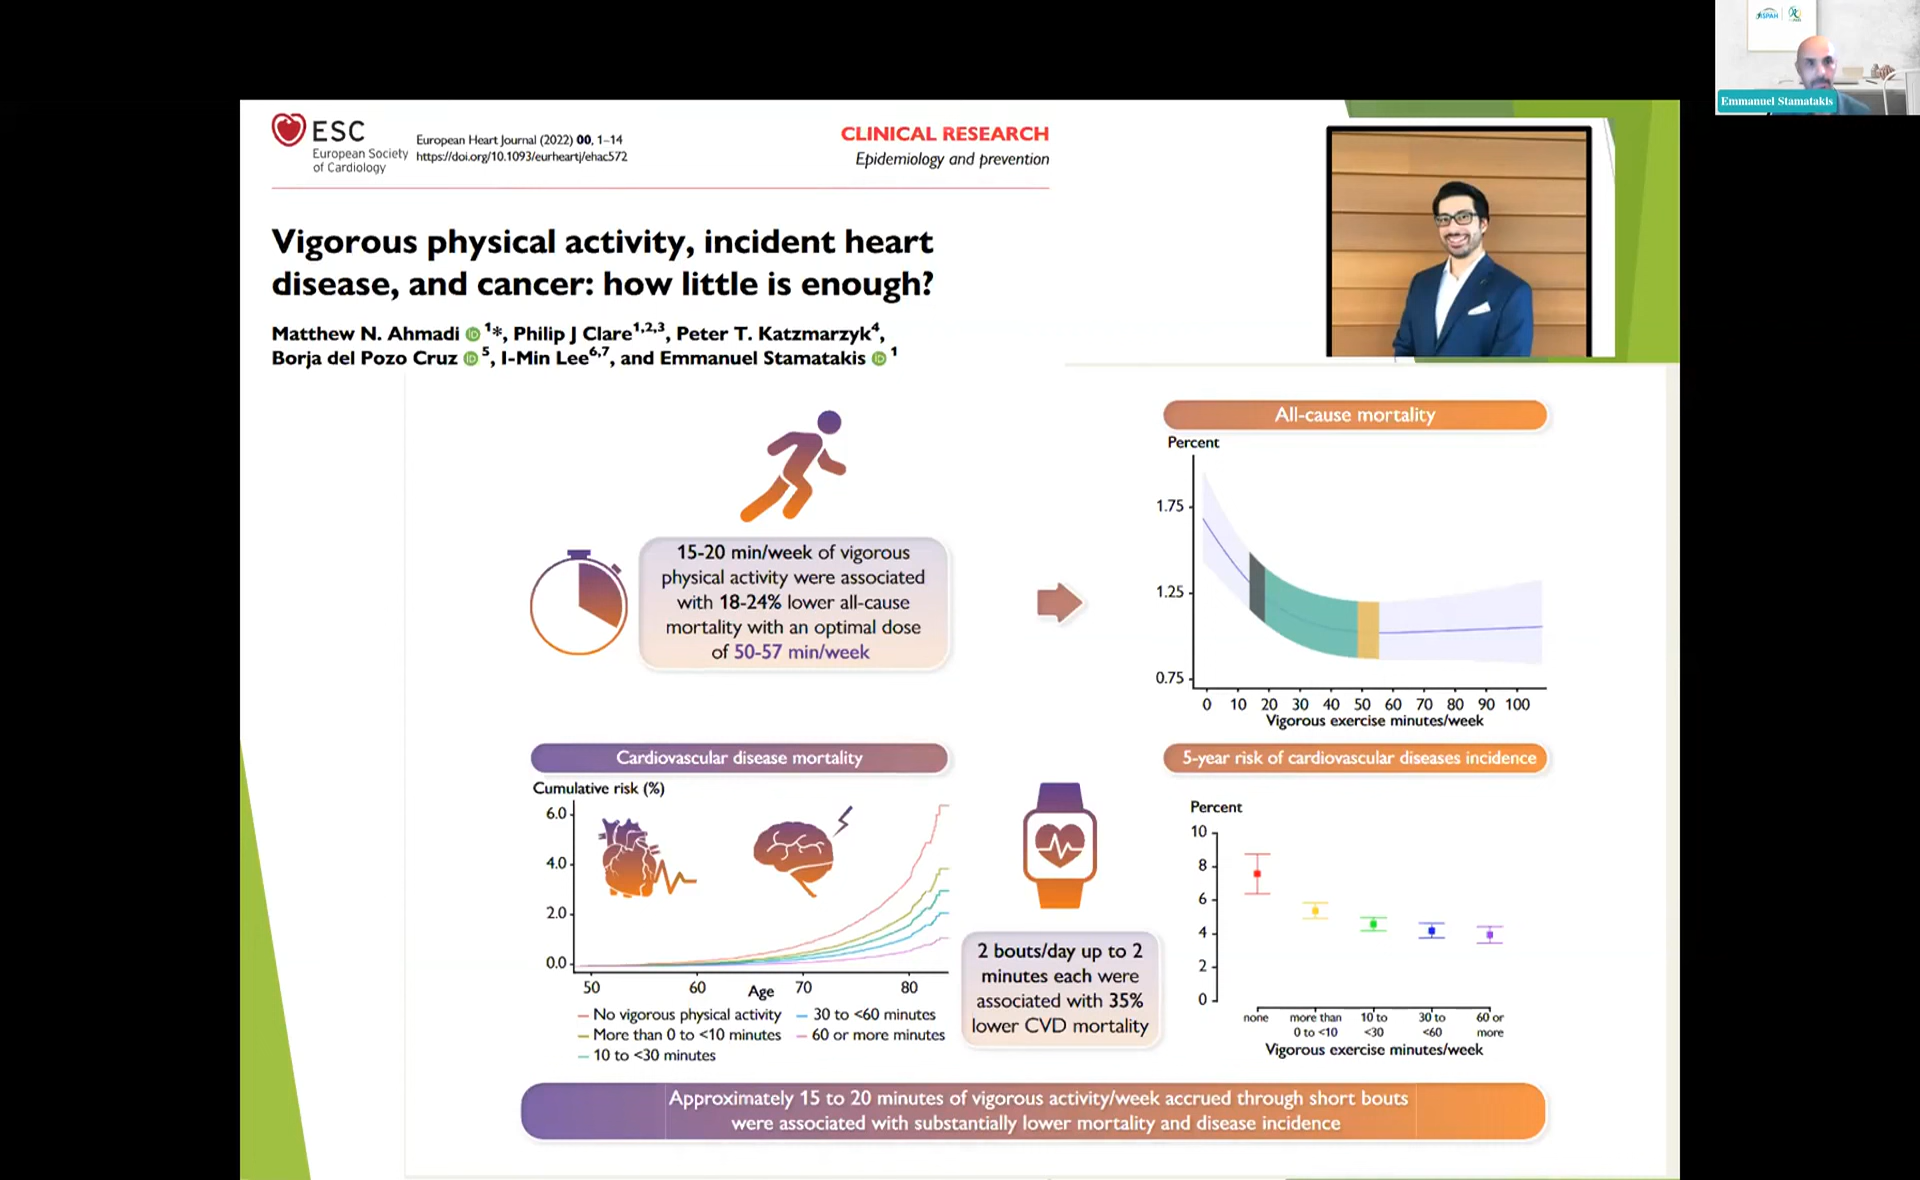 Emmanuel Stamatakis
ESC
European Society
of Cardiology
European Heart Journal (2022) 00, 1–14
https://doi.org/10.1093/eurheartj/ehac572
CLINICAL RESEARCH
Epidemiology and prevention
Vigorous physical activity, incident heart
disease, and cancer: how little is enough?
Matthew N. Ahmadi iD 1*, Philip J Clare1,2,3, Peter T. Katzmarzyk4,
Borja del Pozo Cruz iD 5, I-Min Lee6,7, and Emmanuel Stamatakis iD 1
15-20 min/week of vigorous
physical activity were associated
with 18-24% lower all-cause
mortality with an optimal dose
of 50-57 min/week
All-cause mortality
Percent
1.75
1.25
0.75
0 10 20 30 40 50 60 70 80 90 100
Vigorous exercise minutes/week
Cardiovascular disease mortality
Cumulative risk (%)
6.0
4.0
2.0
0.0
50 60 70 80
Age
No vigorous physical activity
More than 0 to <10 minutes
10 to <30 minutes
30 to <60 minutes
60 or more minutes
2 bouts/day up to 2
minutes each were
associated with 35%
lower CVD mortality
5-year risk of cardiovascular diseases incidence
Percent
10
8
6
4
2
0
none more than 10 to 30 to 60 or
0 to <10 <30 <60 more
Vigorous exercise minutes/week
Approximately 15 to 20 minutes of vigorous activity/week accrued through short bouts
were associated with substantially lower mortality and disease incidence